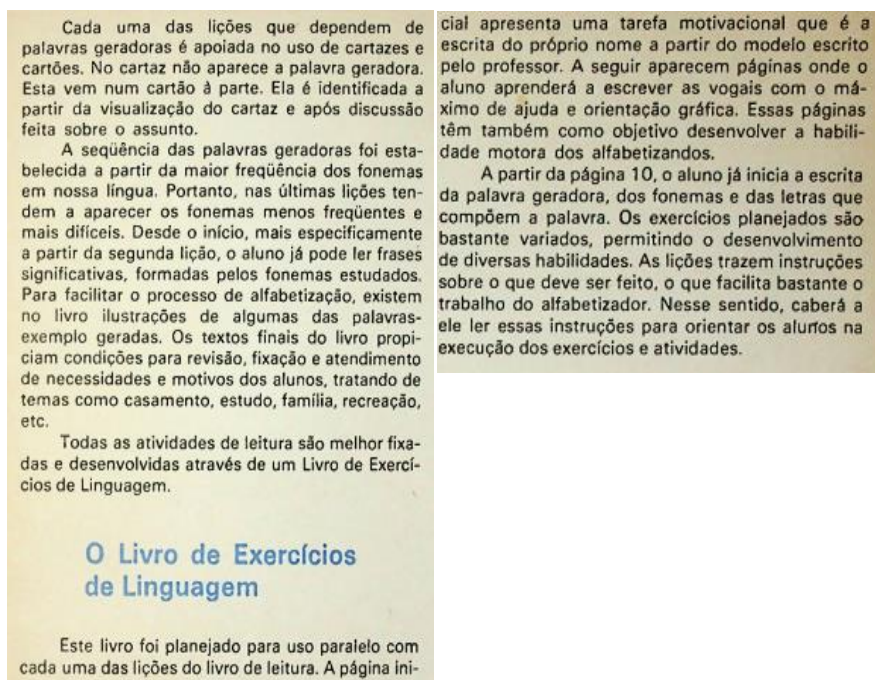 Cada uma das lições que dependem de
palavras geradoras é apoiada no uso de cartazes e
cartões. No cartaz não aparece a palavra geradora.
Esta vem num cartão à parte. Ela é identificada a
partir da visualização do cartaz e após discussão
feita sobre o assunto.
A seqüência das palavras geradoras foi esta-
belecida a partir da maior freqüência dos fonemas
em nossa língua. Portanto, nas últimas lições ten-
dem a aparecer os fonemas menos freqüentes e
mais difíceis. Desde o início, mais especificamente
a partir da segunda lição, o aluno já pode ler frases
significativas, formadas pelos fonemas estudados.
Para facilitar o processo de alfabetização, existem
no livro ilustrações de algumas das palavras-
exemplo geradas. Os textos finais do livro propi-
ciam condições para revisão, fixação e atendimento
de necessidades e motivos dos alunos, tratando de
temas como casamento, estudo, família, recreação,
etc.
Todas as atividades de leitura são melhor fixa-
das e desenvolvidas através de um Livro de Exercí-
cios de Linguagem.
O Livro de Exercícios
de Linguagem
Este livro foi planejado para uso paralelo com
cada uma das lições do livro de leitura. A página ini-
cial apresenta uma tarefa motivacional que é a
escrita do próprio nome a partir do modelo escrito
pelo professor. A seguir aparecem páginas onde o
aluno aprenderá a escrever as vogais com o má-
ximo de ajuda e orientação gráfica. Essas páginas
têm também como objetivo desenvolver a habili-
dade motora dos alfabetizandos.
A partir da página 10, o aluno já inicia a escrita
da palavra geradora, dos fonemas e das letras que
compõem a palavra. Os exercícios planejados são
bastante variados, permitindo o desenvolvimento
de diversas habilidades. As lições trazem instruções
sobre o que deve ser feito, o que facilita bastante o
trabalho do alfabetizador. Nesse sentido, caberá a
ele ler essas instruções para orientar os alunos na
execução dos exercícios e atividades.